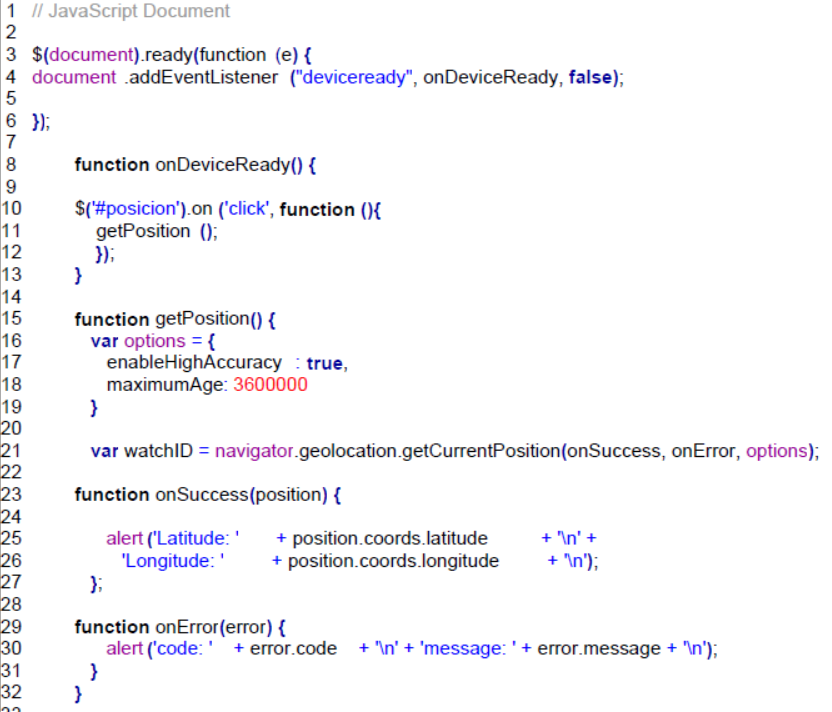 1 // JavaScript Document
2
3 $(document).ready(function (e) {
4 document .addEventListener ("deviceready", onDeviceReady, false);
5
6 });
7
8 function onDeviceReady() {
9
10 $('#posicion').on ('click', function (){
11 getPosition ();
12 });
13 }
14
15 function getPosition() {
16 var options = {
17 enableHighAccuracy : true,
18 maximumAge: 3600000
19 }
20
21 var watchID = navigator.geolocation.getCurrentPosition(onSuccess, onError, options);
22
23 function onSuccess(position) {
24
25 alert ('Latitude: ' + position.coords.latitude + '\n' +
26 'Longitude: ' + position.coords.longitude + '\n');
27 };
28
29 function onError(error) {
30 alert ('code: ' + error.code + '\n' + 'message: ' + error.message + '\n');
31 }
32 }